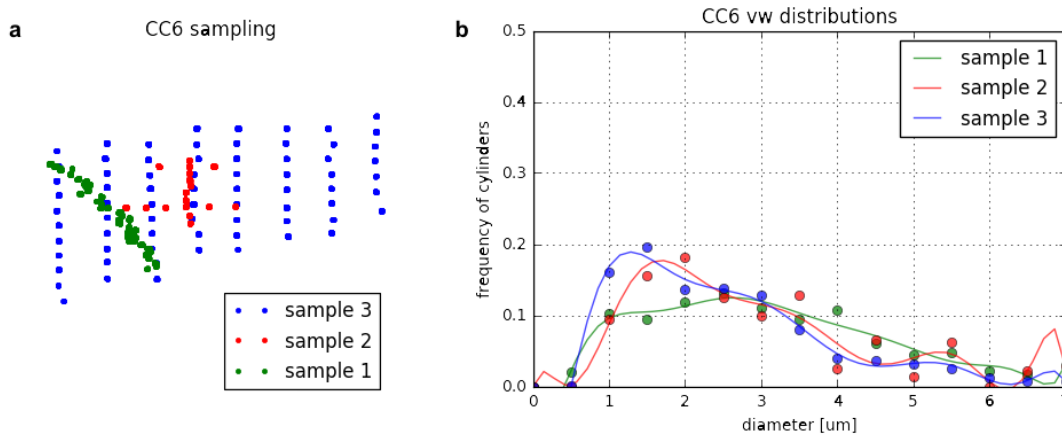 a
CC6 sampling
sample 3
sample 2
sample 1
b
CC6 vw distributions
frequency of cylinders
0.5
0.4
0.3
0.2
0.1
0.0
sample 1
sample 2
sample 3
0 1 2 3 4 5 6 7
diameter [um]